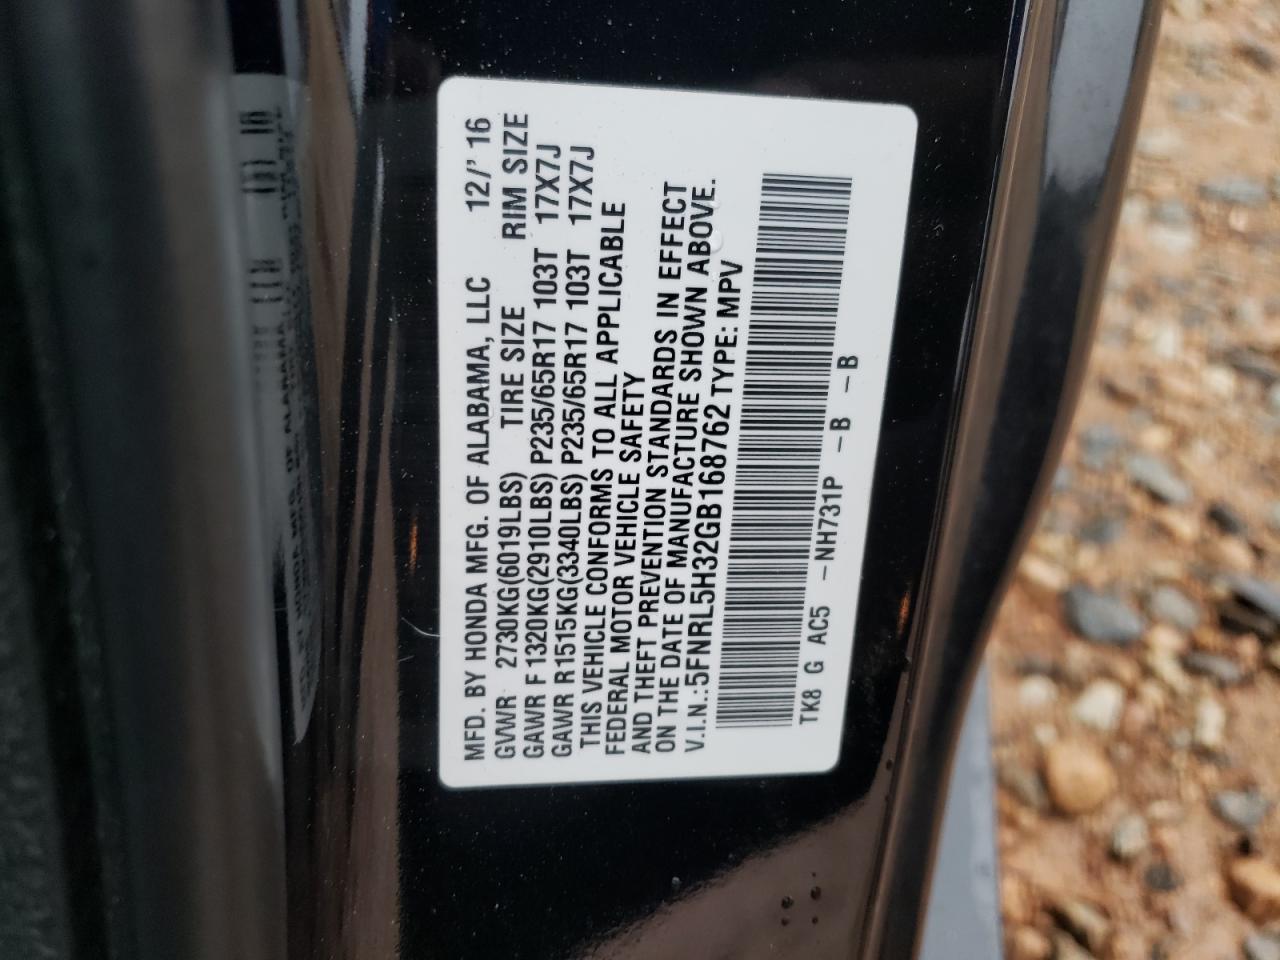 MFD. BY HONDA MFG. OF ALABAMA, LLC 12/'16
GVWR 2730KG(6019LBS) TIRE SIZE RIM SIZE
GAWR F 1320KG(2910LBS) P235/65R17 103T 17X7J
GAWR R1515KG(3340LBS) P235/65R17 103T 17X7J
THIS VEHICLE CONFORMS TO ALL APPLICABLE
FEDERAL MOTOR VEHICLE SAFETY
AND THEFT PREVENTION STANDARDS IN EFFECT
ON THE DATE OF MANUFACTURE SHOWN ABOVE.
V.I.N.:5FNRL5H32GB168762 TYPE: MPV
TK8 G AC5 -NH731P -B -B